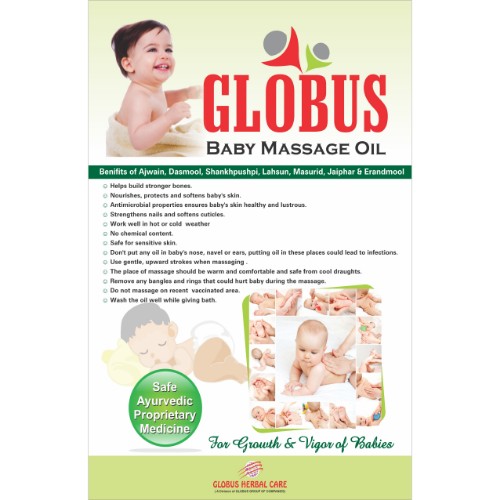 GLOBUS
BABY MASSAGE OIL
Benifits of Ajwain, Dasmool, Shankhpushpi, Lahsun, Masurid, Jaiphar & Erandmool
Helps build stronger bones.
Nourishes, protects and softens baby's skin.
Antimicrobial properties ensures baby's skin healthy and lustrous.
Strengthens nails and softens cuticles.
Work well in hot or cold weather
No chemical content.
Safe for sensitive skin.
Don't put any oil in baby's nose, navel or ears, putting oil in these places could lead to infections.
Use gentle, upward strokes when massaging .
The place of massage should be warm and comfortable and safe from cool draughts.
Remove any bangles and rings that could hurt baby during the massage.
Do not massage on recent vaccinated area.
Wash the oil well while giving bath.
Safe
Ayurvedic
Proprietary
Medicine
For Growth & Vigor of Babies
GLOBUS HERBAL CARE